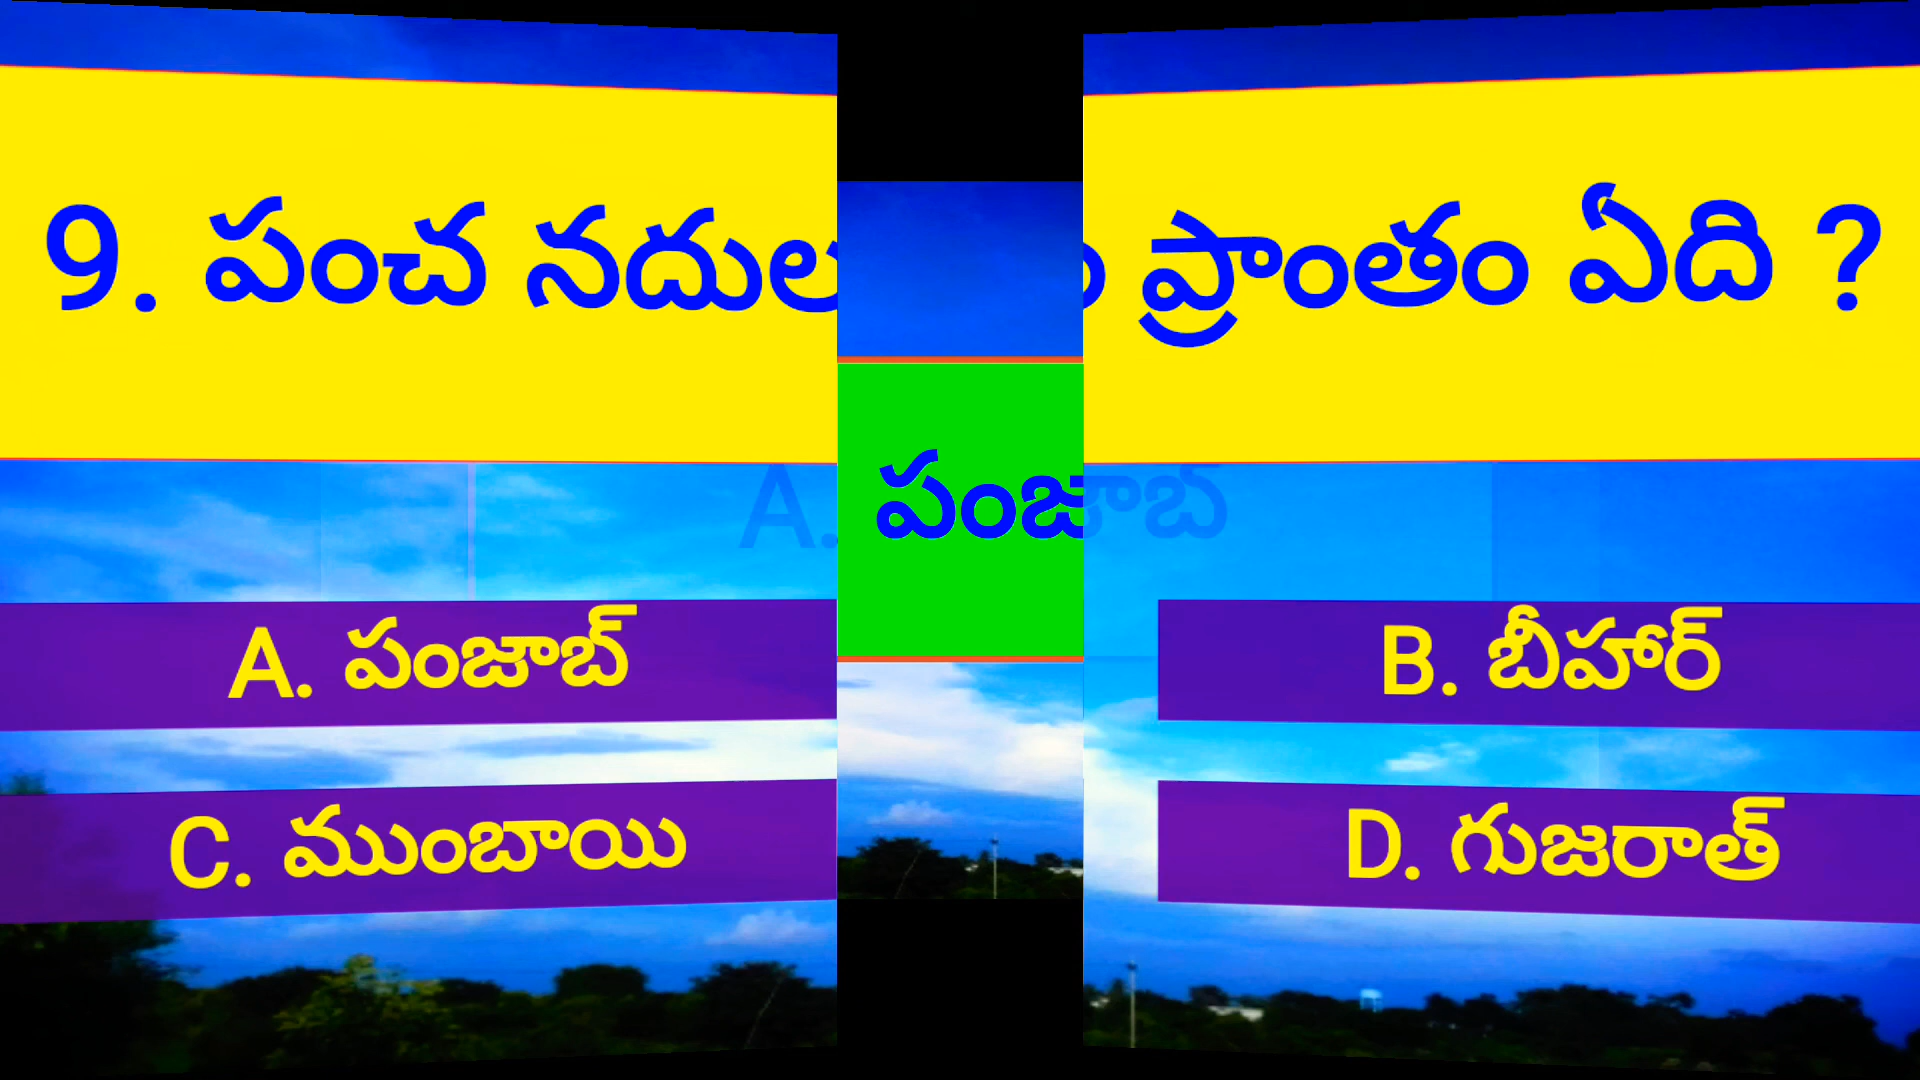 9. పంచ నదుల ప్రాంతం ఏది ?
A. పంజాబ్
A. పంజాబ్
B. బీహార్
C. ముంబాయి
D. గుజరాత్